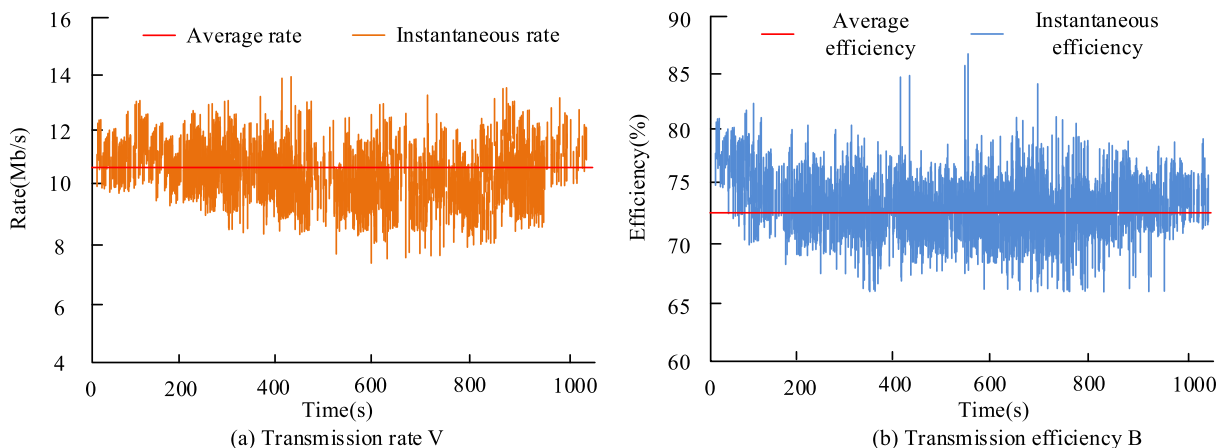 16
14
12
10
8
6
4
Rate(Mb/s)
Average rate
Instantaneous rate
0
200
400
600
800
1000
Time(s)
(a) Transmission rate V
90
85
80
75
70
65
60
Efficiency(%)
Average
efficiency
Instantaneous
efficiency
0
200
400
600
800
1000
Time(s)
(b) Transmission efficiency B